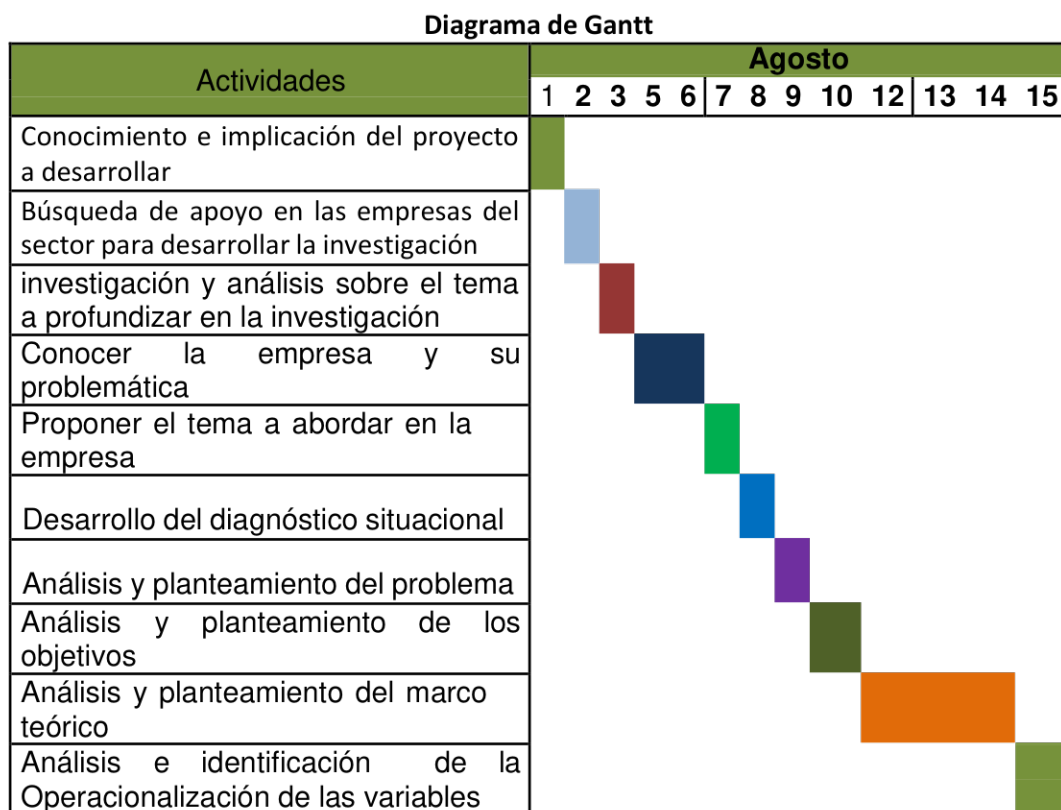 Diagrama de Gantt
Actividades
Agosto
1 2 3 5 6 7 8 9 10 12 13 14 15
Conocimiento e implicación del proyecto
a desarrollar
Búsqueda de apoyo en las empresas del
sector para desarrollar la investigación
investigación y análisis sobre el tema
a profundizar en la investigación
Conocer la empresa y su
problemática
Proponer el tema a abordar en la
empresa
Desarrollo del diagnóstico situacional
Análisis y planteamiento del problema
Análisis y planteamiento de los
objetivos
Análisis y planteamiento del marco
teórico
Análisis e identificación de la
Operacionalización de las variables